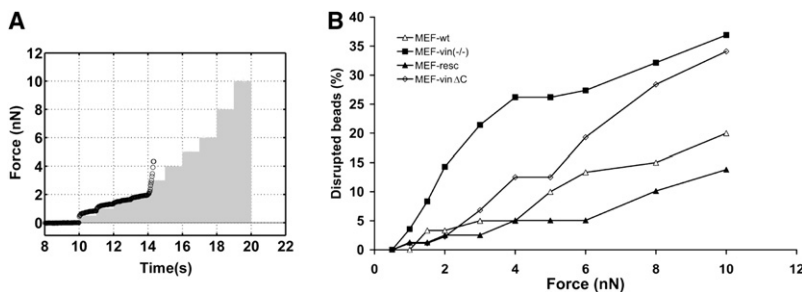 A
Force (nN)
12
10
8
6
4
2
0
8 10 12 14 16 18 20 22
Time(s)
B
Disrupted beads (%)
40
35
30
25
20
15
10
5
0
MEF-wt
MEF-vin(-/-)
MEF-resc
MEF-vin ΔC
0 2 4 6 8 10 12
Force (nN)